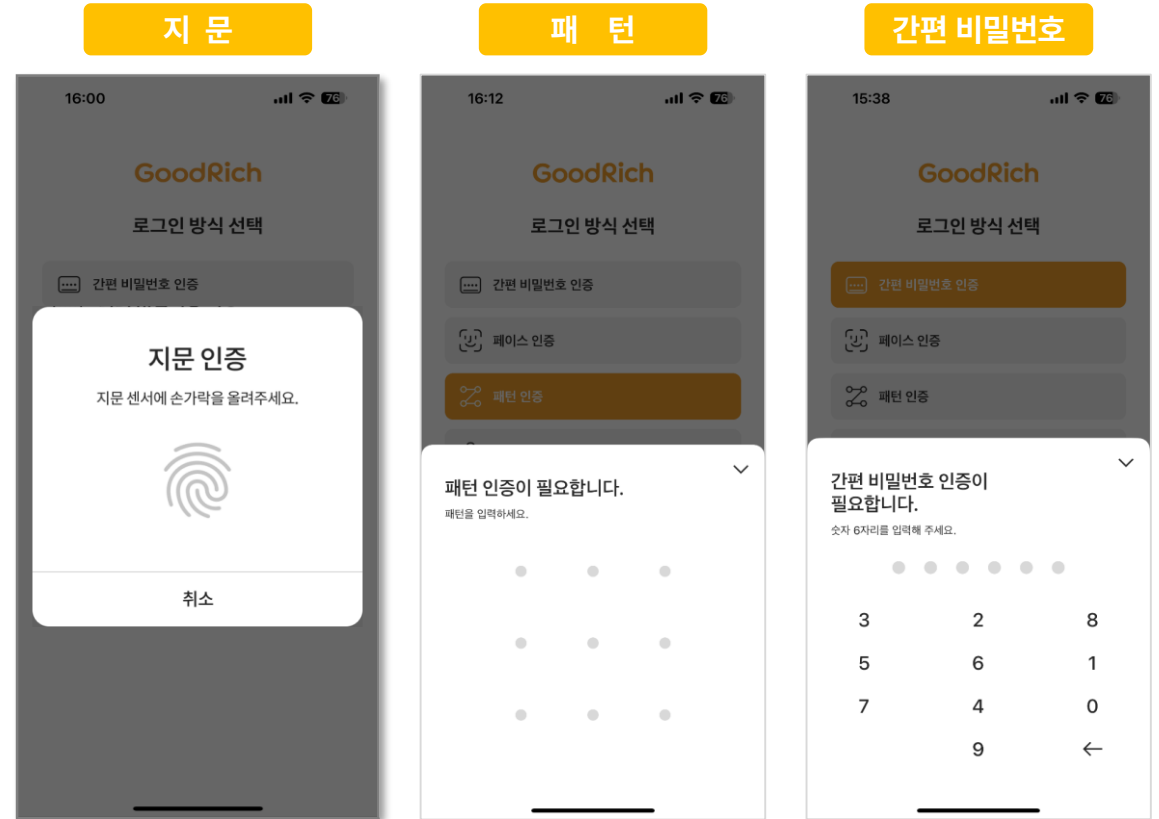 지 문
16:00
76
GoodRich
로그인 방식 선택
간편 비밀번호 인증
지문 인증
지문 센서에 손가락을 올려주세요.
취소
패 턴
16:12
76
GoodRich
로그인 방식 선택
간편 비밀번호 인증
페이스 인증
패턴 인증
패턴 인증이 필요합니다.
패턴을 입력하세요.
간편 비밀번호
15:38
76
GoodRich
로그인 방식 선택
간편 비밀번호 인증
페이스 인증
패턴 인증
간편 비밀번호 인증이
필요합니다.
숫자 6자리를 입력해 주세요.
3 2 8
5 6 1
7 4 0
9 ←